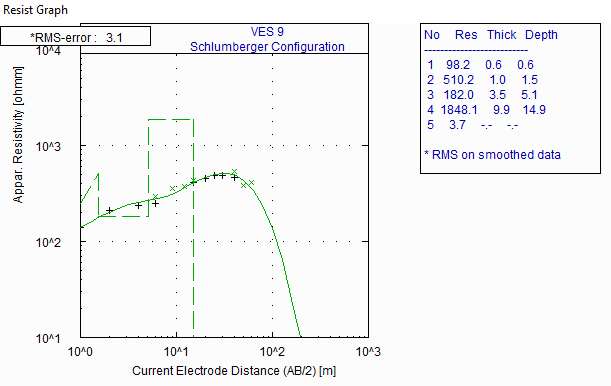 Resist Graph
*RMS-error : 3.1
VES 9
Schlumberger Configuration
10^4
10^3
10^2
10^1
Appar. Resistivity [ohmm]
10^0 10^1 10^2 10^3
Current Electrode Distance (AB/2) [m]
No Res Thick Depth
---------------------------
1 98.2 0.6 0.6
2 510.2 1.0 1.5
3 182.0 3.5 5.1
4 1848.1 9.9 14.9
5 3.7 -.- -.-
* RMS on smoothed data